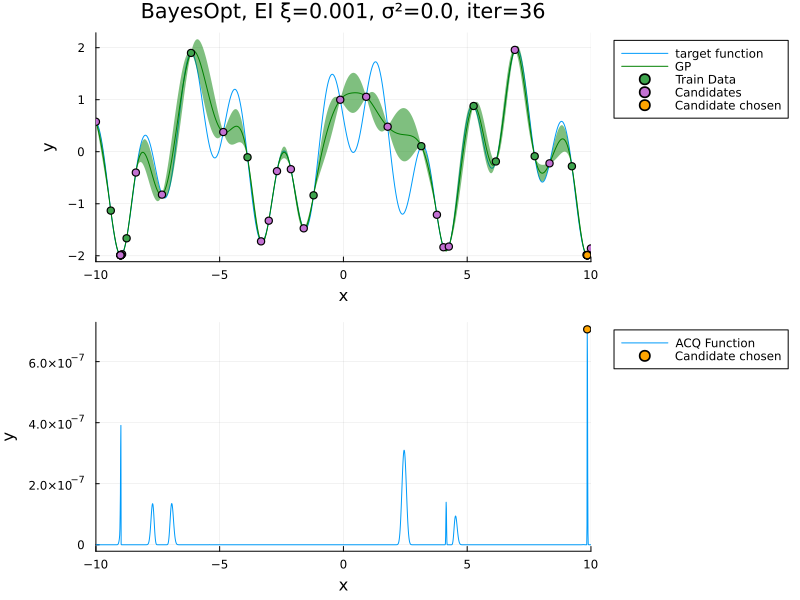 BayesOpt, EI ξ=0.001, σ²=0.0, iter=36
y
2
1
0
−1
−2
−10
−5
0
5
10
x
target function
GP
Train Data
Candidates
Candidate chosen
y
6.0×10⁻⁷
4.0×10⁻⁷
2.0×10⁻⁷
0
−10
−5
0
5
10
x
ACQ Function
Candidate chosen